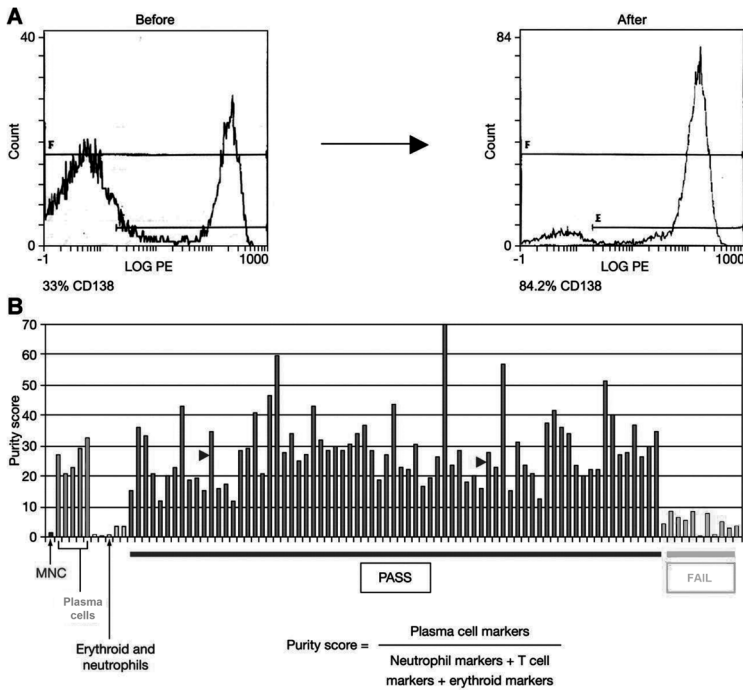 A
Before
After
40
Count
F
0
-1
LOG PE
1000
33% CD138
84
Count
F
E
0
-1
LOG PE
1000
84.2% CD138
B
Purity score
70
60
50
40
30
20
10
0
MNC
Plasma
cells
Erythroid and
neutrophils
PASS
FAIL
Purity score =
Plasma cell markers
Neutrophil markers + T cell
markers + erythroid markers